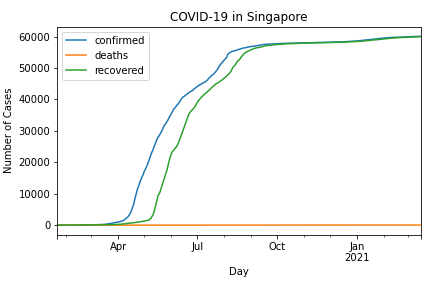 COVID-19 in Singapore
confirmed
deaths
recovered
Number of Cases
60000
50000
40000
30000
20000
10000
0
Apr
Jul
Oct
Jan
2021
Day